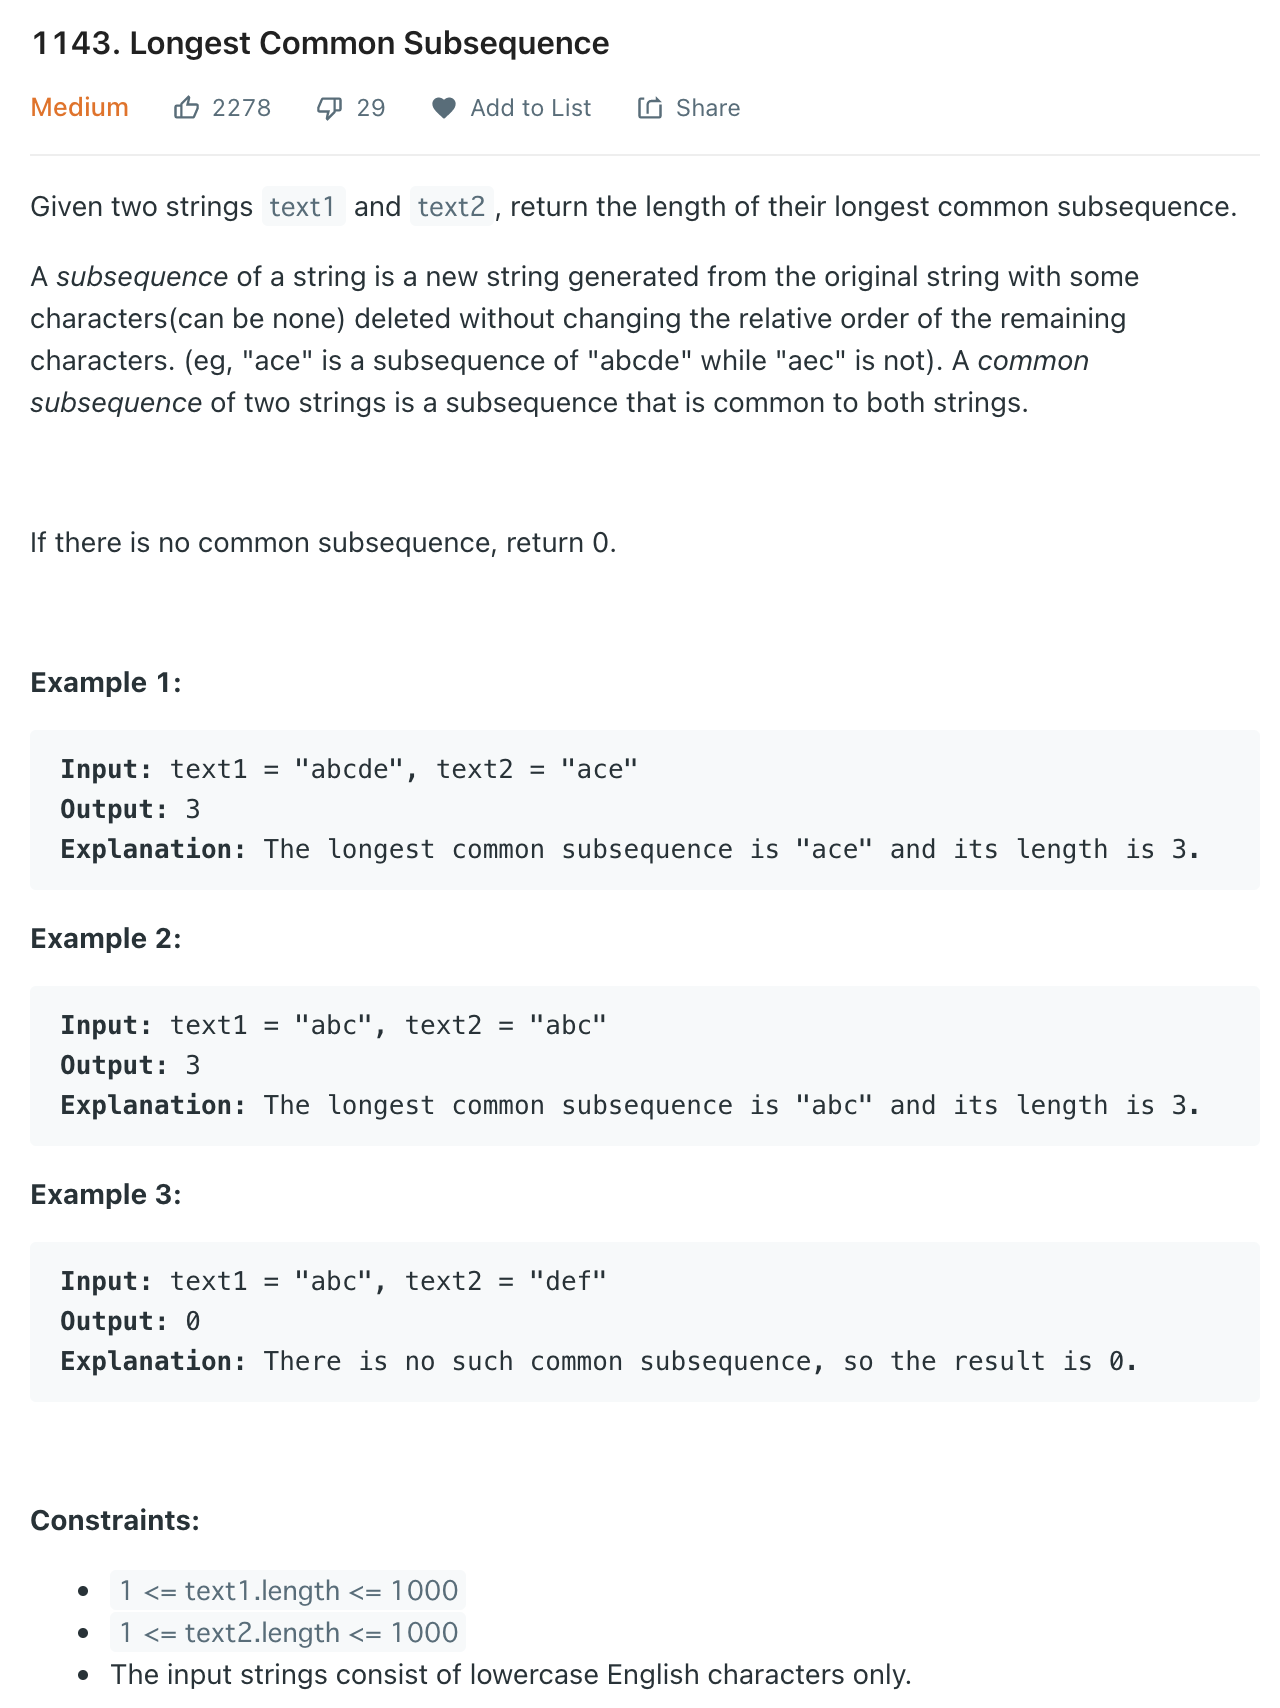 1143. Longest Common Subsequence
Medium 2278 29 Add to List Share
Given two strings text1 and text2 , return the length of their longest common subsequence.
A subsequence of a string is a new string generated from the original string with some
characters(can be none) deleted without changing the relative order of the remaining
characters. (eg, "ace" is a subsequence of "abcde" while "aec" is not). A common
subsequence of two strings is a subsequence that is common to both strings.
If there is no common subsequence, return 0.
Example 1:
Input: text1 = "abcde", text2 = "ace"
Output: 3
Explanation: The longest common subsequence is "ace" and its length is 3.
Example 2:
Input: text1 = "abc", text2 = "abc"
Output: 3
Explanation: The longest common subsequence is "abc" and its length is 3.
Example 3:
Input: text1 = "abc", text2 = "def"
Output: 0
Explanation: There is no such common subsequence, so the result is 0.
Constraints:
• 1 <= text1.length <= 1000
• 1 <= text2.length <= 1000
• The input strings consist of lowercase English characters only.